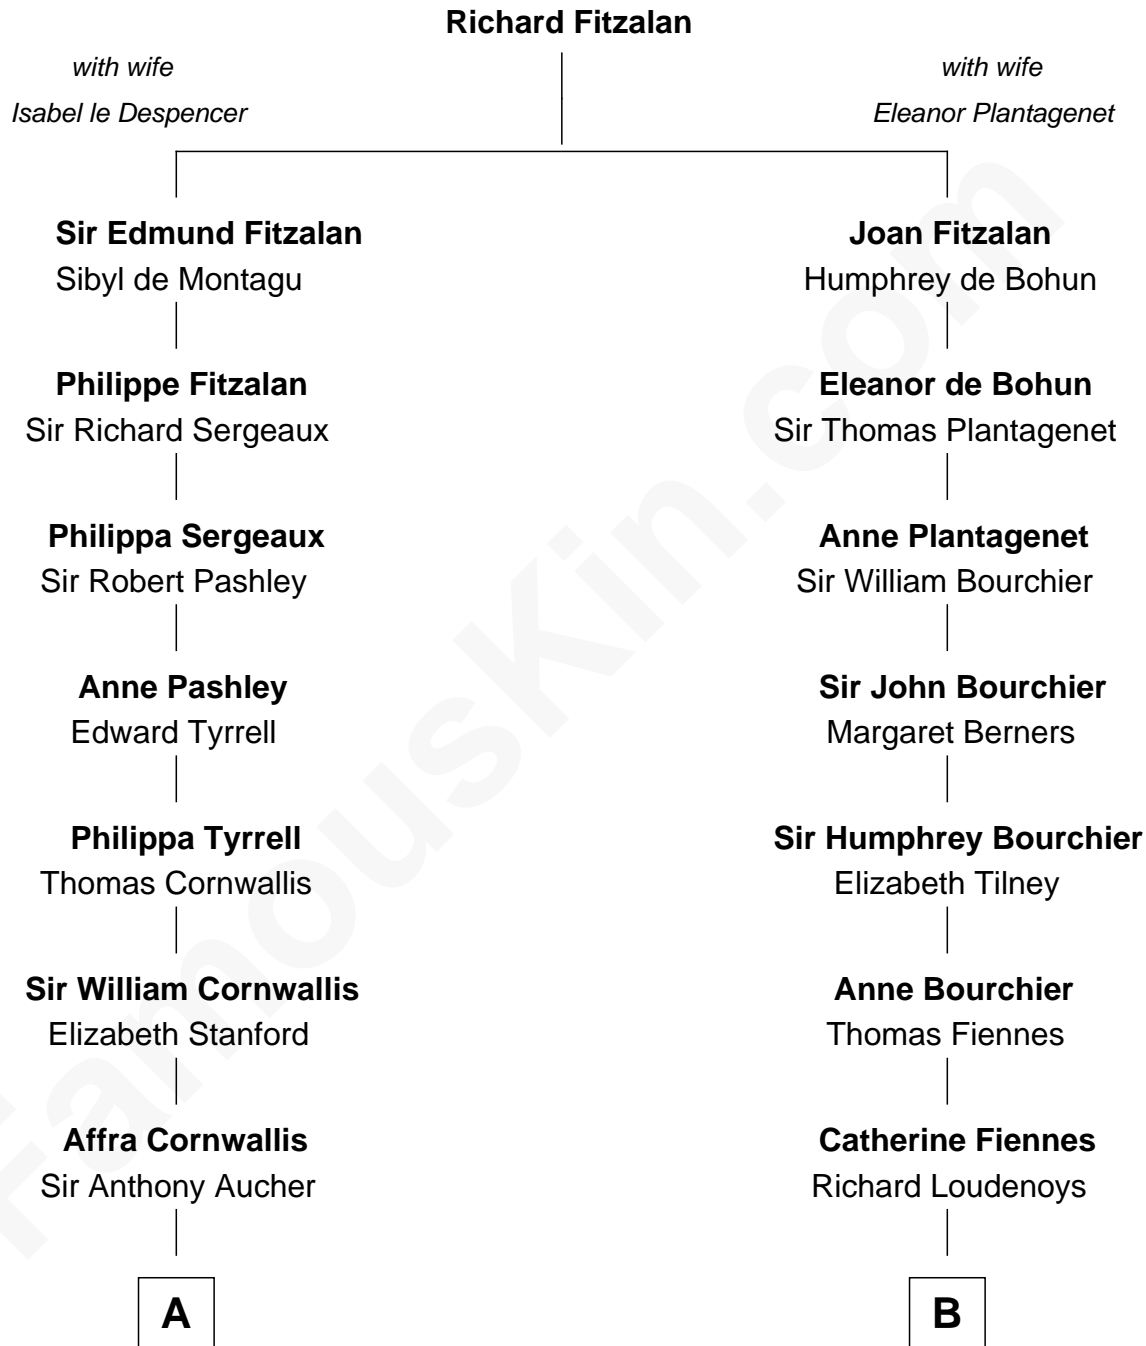 Richard Fitzalan
with wife
Isabel le Despencer
with wife
Eleanor Plantagenet
Sir Edmund Fitzalan
Sibyl de Montagu
Joan Fitzalan
Humphrey de Bohun
Philippe Fitzalan
Sir Richard Sergeaux
Eleanor de Bohun
Sir Thomas Plantagenet
Philippa Sergeaux
Sir Robert Pashley
Anne Plantagenet
Sir William Bourchier
Anne Pashley
Edward Tyrrell
Sir John Bourchier
Margaret Berners
Philippa Tyrrell
Thomas Cornwallis
Sir Humphrey Bourchier
Elizabeth Tilney
Sir William Cornwallis
Elizabeth Stanford
Anne Bourchier
Thomas Fiennes
Affra Cornwallis
Sir Anthony Aucher
Catherine Fiennes
Richard Loudenoys
A
B
FamousKin.com